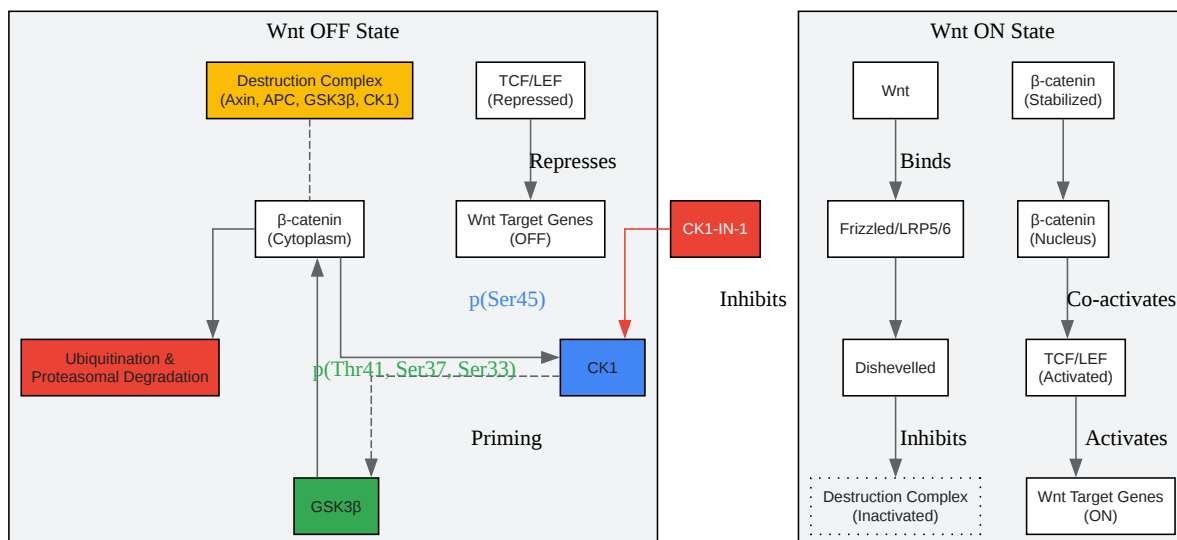 Wnt OFF State
Destruction Complex
(Axin, APC, GSK3β, CK1)
TCF/LEF
(Repressed)
Represses
β-catenin
(Cytoplasm)
Wnt Target Genes
(OFF)
CK1-IN-1
p(Ser45)
Inhibits
Ubiquitination &
Proteasomal Degradation
p(Thr41, Ser37, Ser33)
CK1
Priming
GSK3β
Wnt ON State
Wnt
β-catenin
(Stabilized)
Binds
Frizzled/LRP5/6
β-catenin
(Nucleus)
Co-activates
Dishevelled
TCF/LEF
(Activated)
Inhibits
Activates
Destruction Complex
(Inactivated)
Wnt Target Genes
(ON)